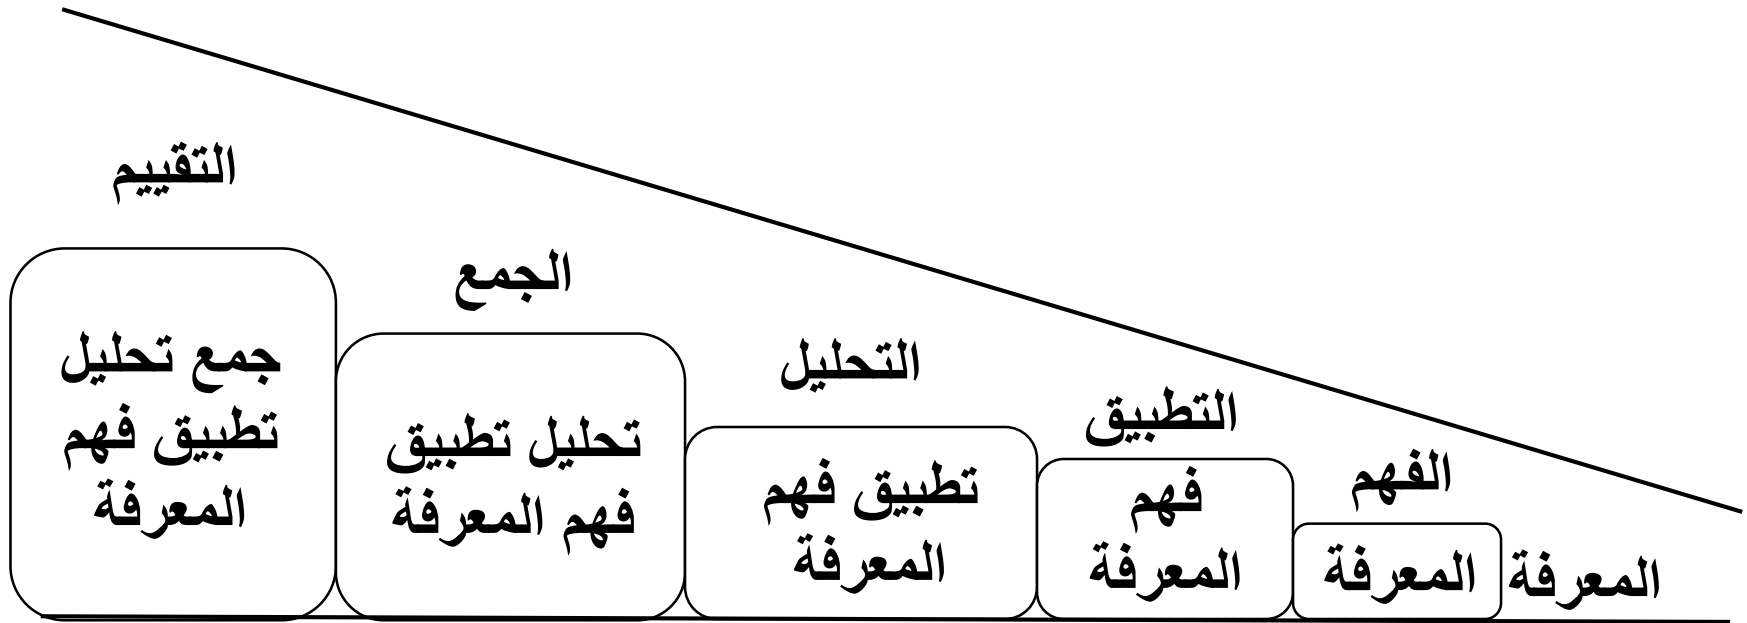 التقييم
جمع تحليل
تطبيق فهم
المعرفة
الجمع
تحليل تطبيق
فهم المعرفة
التحليل
تطبيق فهم
المعرفة
التطبيق
فهم
المعرفة
الفهم
المعرفة
المعرفة